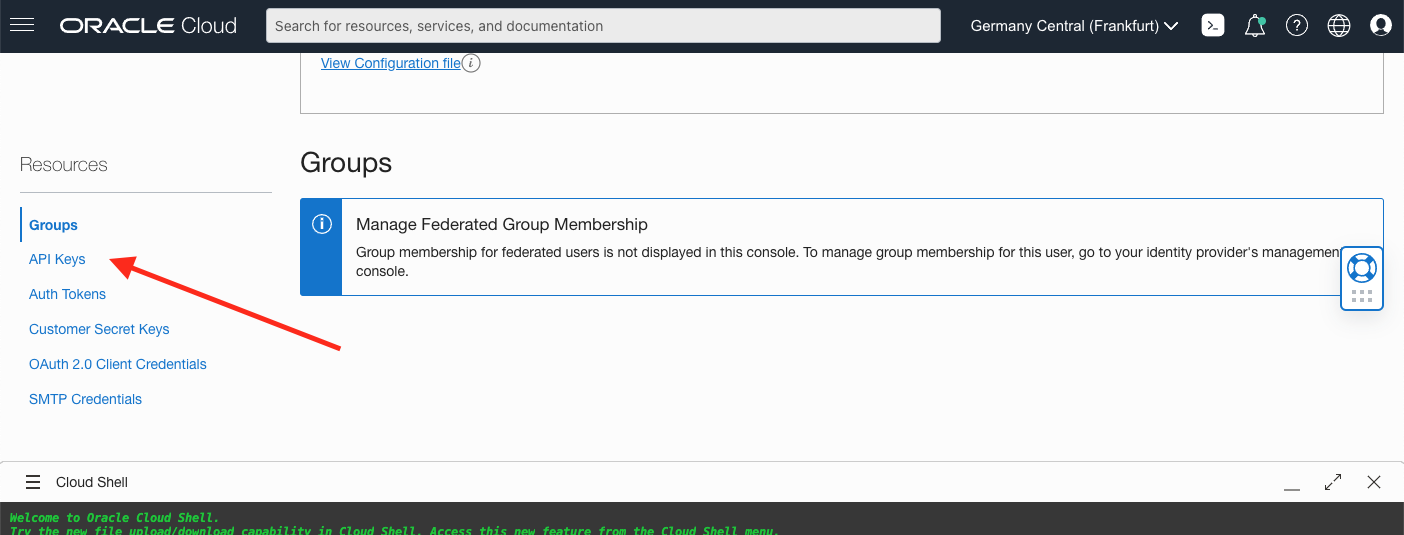 ORACLE Cloud
Search for resources, services, and documentation
Germany Central (Frankfurt)
View Configuration file
Resources
Groups
API Keys
Auth Tokens
Customer Secret Keys
OAuth 2.0 Client Credentials
SMTP Credentials
Groups
Manage Federated Group Membership
Group membership for federated users is not displayed in this console. To manage group membership for this user, go to your identity provider's management
console.
Cloud Shell
Welcome to Oracle Cloud Shell.
Try the new file upload/download capability in Cloud Shell. Access this new feature from the Cloud Shell menu.